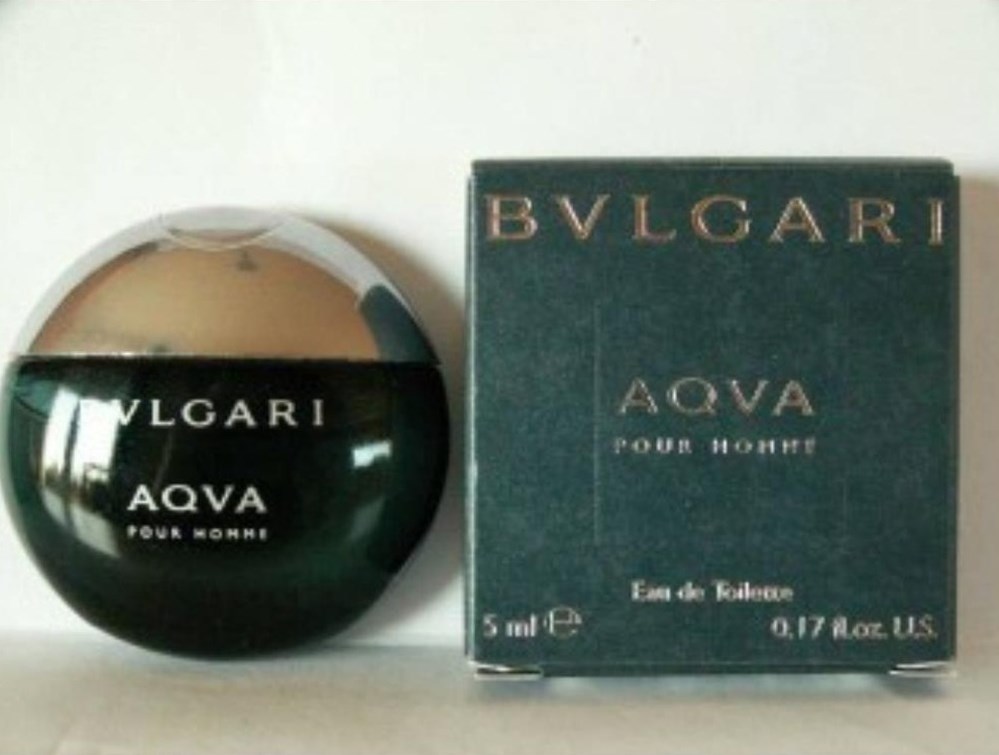 BVLGARI
AQVA
POUR HOMME
BVLGARI
AQVA
POUR HOMME
Eau de Toilette
5 ml ℮
0.17 fl.oz. U.S.